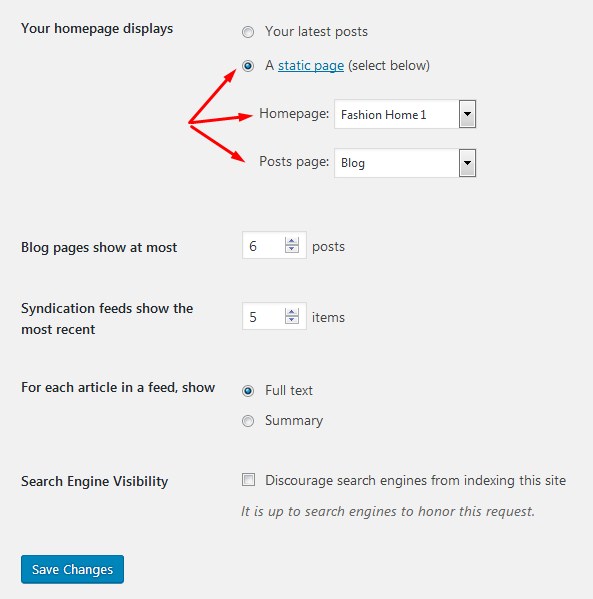 Your homepage displays
Your latest posts
A static page (select below)
Homepage: Fashion Home 1
Posts page: Blog
Blog pages show at most 6 posts
Syndication feeds show the
most recent
5 items
For each article in a feed, show
Full text
Summary
Search Engine Visibility
Discourage search engines from indexing this site
It is up to search engines to honor this request.
Save Changes